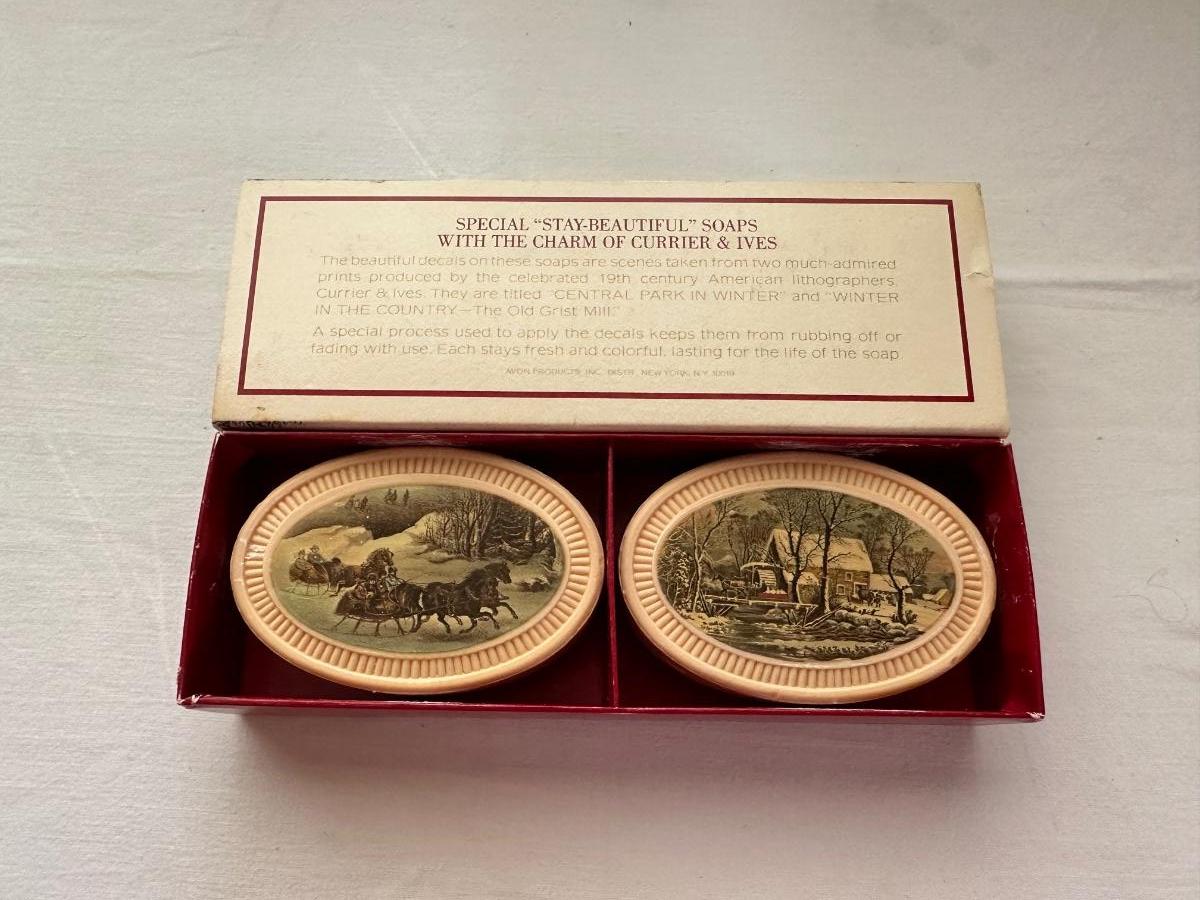 SPECIAL “STAY-BEAUTIFUL” SOAPS
WITH THE CHARM OF CURRIER & IVES
The beautiful decals on these soaps are scenes taken from two much-admired
prints produced by the celebrated 19th century American lithographers,
Currier & Ives. They are titled “CENTRAL PARK IN WINTER” and “WINTER
IN THE COUNTRY—The Old Grist Mill.”
A special process used to apply the decals keeps them from rubbing off or
fading with use. Each stays fresh and colorful, lasting for the life of the soap.
AVON PRODUCTS, INC., DISTR., NEW YORK, N.Y. 10019